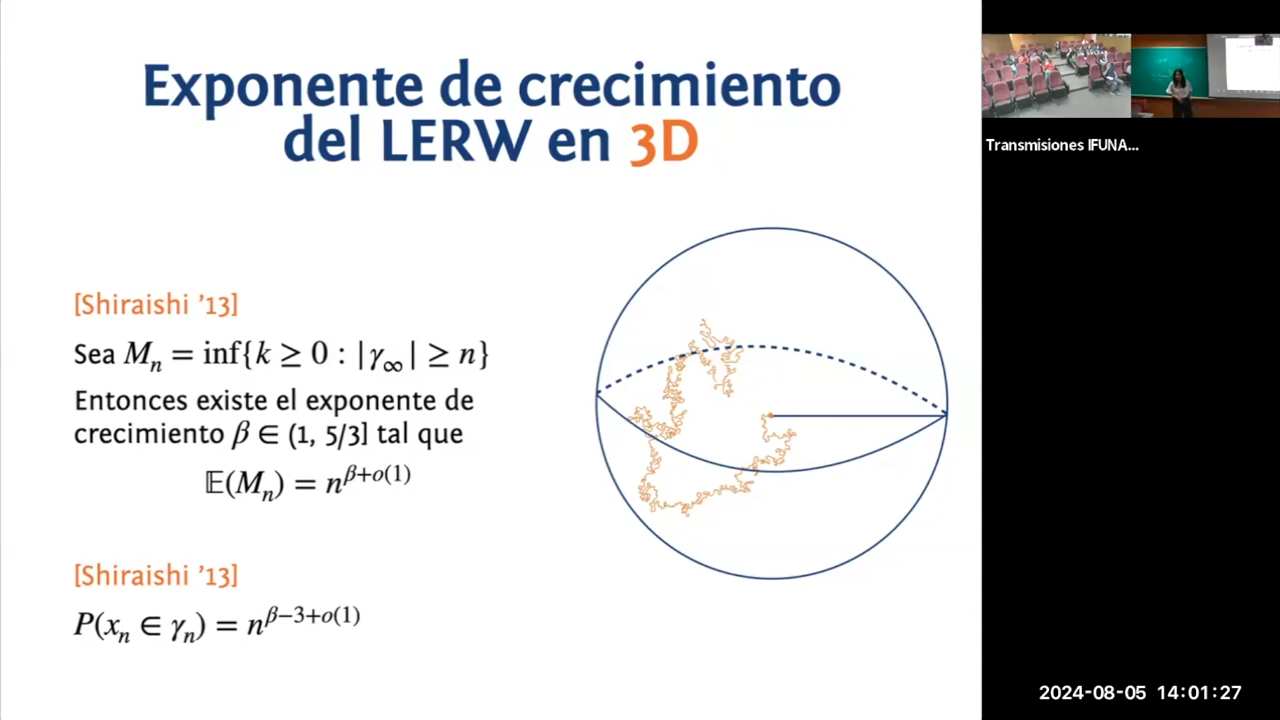 Exponente de crecimiento
del LERW en 3D
[Shiraishi ’13]
Sea Mₙ = inf{k ≥ 0 : |γ∞| ≥ n}
Entonces existe el exponente de
crecimiento β ∈ (1, 5/3] tal que
𝔼(Mₙ) = n^{β+o(1)}
[Shiraishi ’13]
P(xₙ ∈ γₙ) = n^{β−3+o(1)}
Transmisiones IFUNA...
2024-08-05 14:01:27